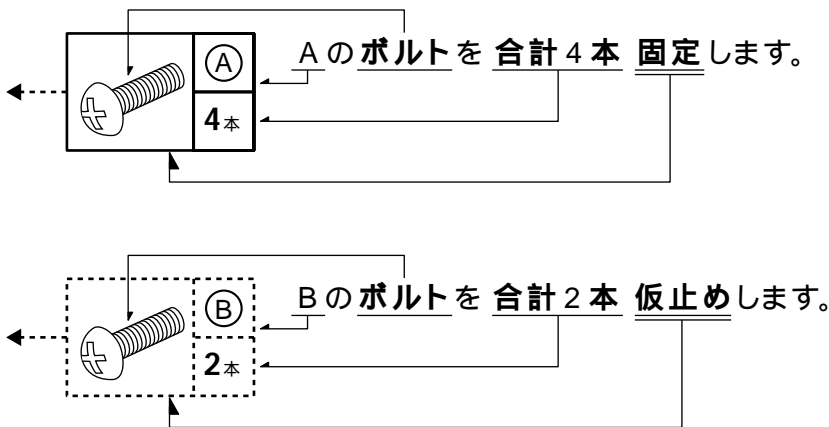 Ⓐ
Aのボルトを 合計4本 固定します。
4本
Ⓑ
Bのボルトを 合計2本 仮止めします。
2本